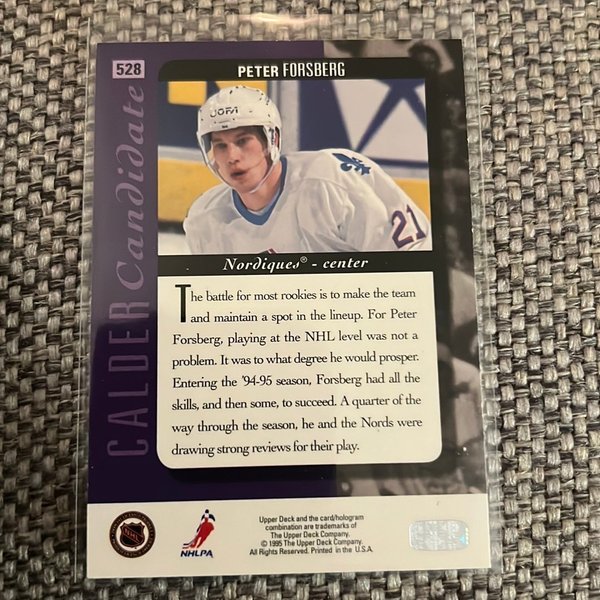 528
PETER FORSBERG
CALDER Candidate
JOFA
21
Nordiques® - center
The battle for most rookies is to make the team
and maintain a spot in the lineup. For Peter
Forsberg, playing at the NHL level was not a
problem. It was to what degree he would prosper.
Entering the '94-95 season, Forsberg had all the
skills, and then some, to succeed. A quarter of the
way through the season, he and the Nords were
drawing strong reviews for their play.
NHL
NHLPA
Upper Deck and the card/hologram
combination are trademarks of
The Upper Deck Company.
© 1995 The Upper Deck Company.
All Rights Reserved. Printed in the U.S.A.